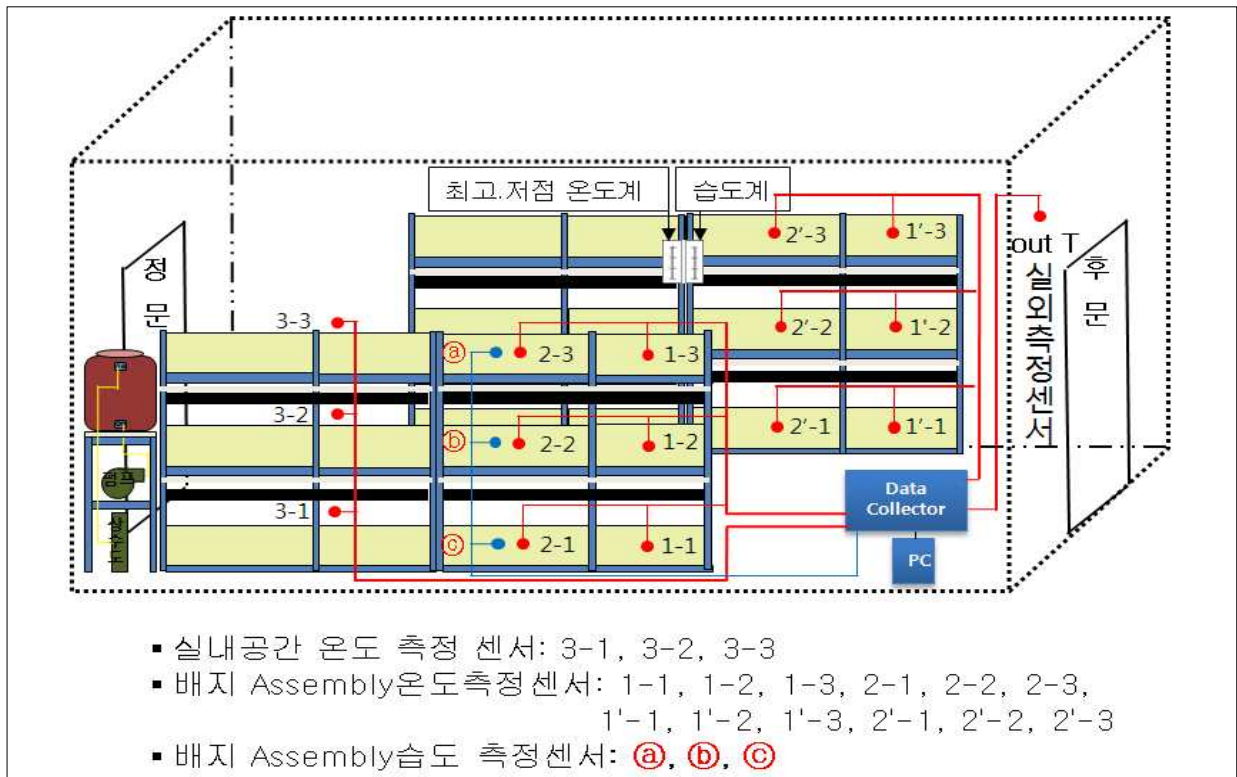 최고.저점 온도계
습도계
2'-3
1'-3
out T
실외측정센서
후문
정문
3-3
2'-2
1'-2
ⓐ
2-3
1-3
3-2
ⓑ
2-2
1-2
2'-1
1'-1
펌프
3-1
ⓒ
2-1
1-1
Data
Collector
PC
▪ 실내공간 온도 측정 센서: 3-1, 3-2, 3-3
▪ 배지 Assembly온도측정센서: 1-1, 1-2, 1-3, 2-1, 2-2, 2-3,
1'-1, 1'-2, 1'-3, 2'-1, 2'-2, 2'-3
▪ 배지 Assembly습도 측정센서: ⓐ, ⓑ, ⓒ